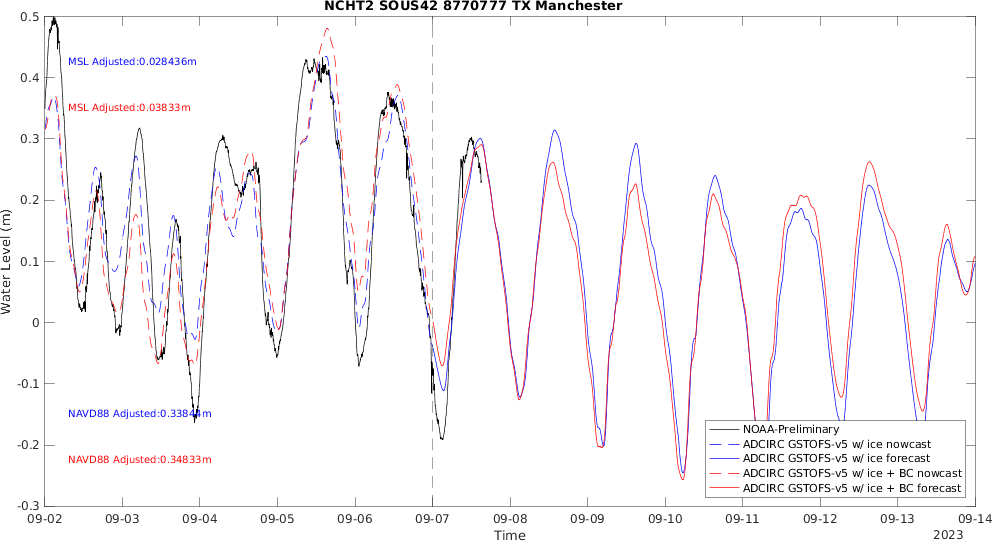 NCHT2 SOUS42 8770777 TX Manchester
0.5
0.4
0.3
0.2
0.1
0
-0.1
-0.2
-0.3
Water Level (m)
MSL Adjusted:0.028436m
MSL Adjusted:0.03833m
NAVD88 Adjusted:0.33844m
NAVD88 Adjusted:0.34833m
NOAA-Preliminary
ADCIRC GSTOFS-v5 w/ ice nowcast
ADCIRC GSTOFS-v5 w/ ice forecast
ADCIRC GSTOFS-v5 w/ ice + BC nowcast
ADCIRC GSTOFS-v5 w/ ice + BC forecast
09-02 09-03 09-04 09-05 09-06 09-07 09-08 09-09 09-10 09-11 09-12 09-13 09-14
Time
2023